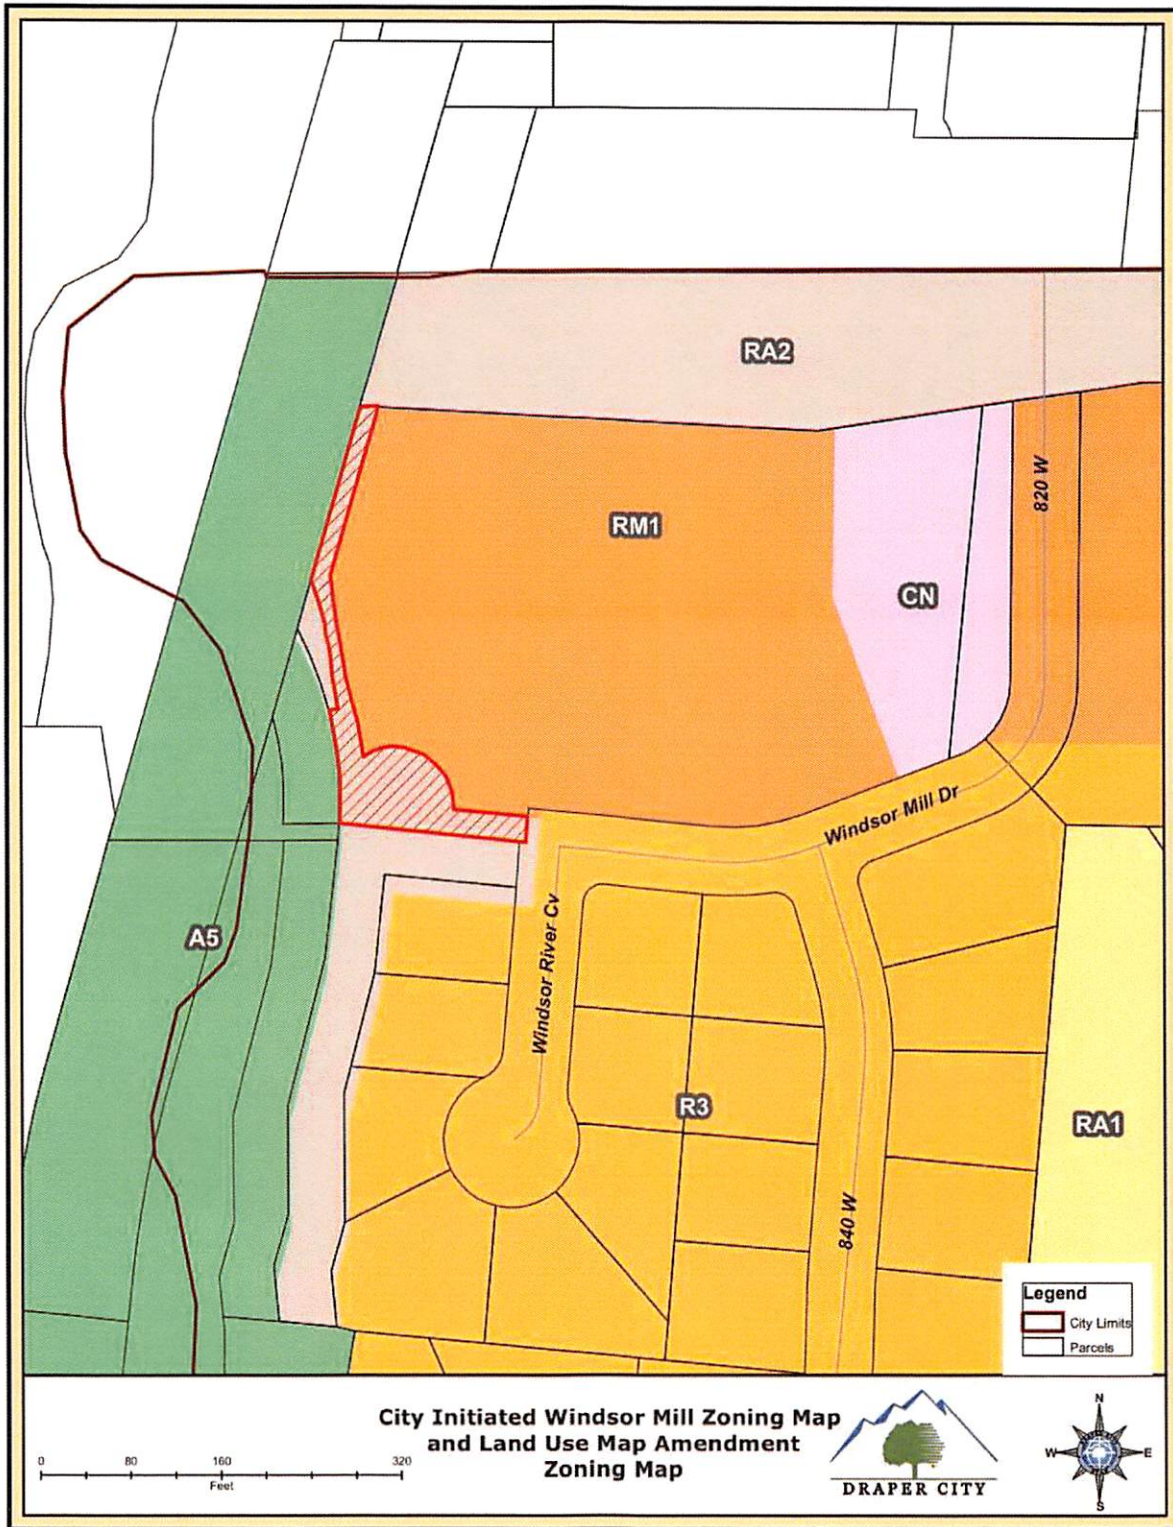 RA2
820 W
RM1
CN
Windsor Mill Dr
Windsor River Cv
A5
R3
RA1
840 W
Legend
City Limits
Parcels
City Initiated Windsor Mill Zoning Map
and Land Use Map Amendment
Zoning Map
0 80 160 320
Feet
DRAPER CITY
N
W E
S